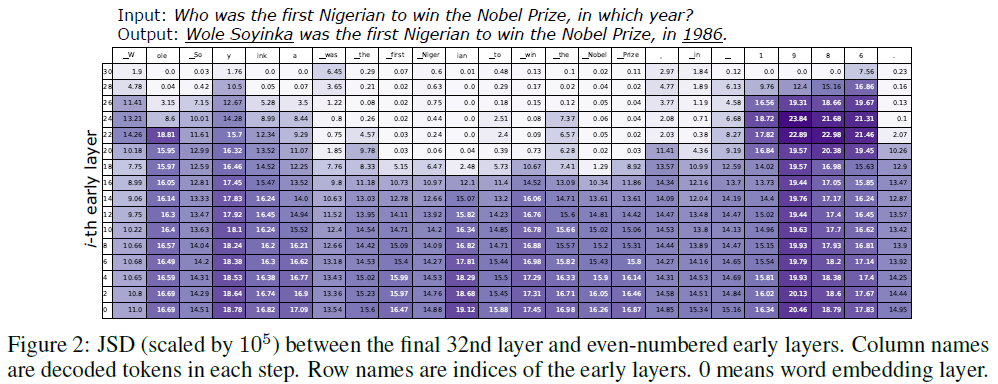 Input: Who was the first Nigerian to win the Nobel Prize, in which year?
Output: Wole Soyinka was the first Nigerian to win the Nobel Prize, in 1986.
_W ole _So y ink a _was _the _first _Niger ian _to _win _the _Nobel _Prize , _in _ 1 9 8 6 .
30 1.9 0.0 0.03 1.76 0.0 0.0 6.45 0.29 0.07 0.6 0.01 0.48 0.13 0.1 0.02 0.11 2.97 1.84 0.12 0.0 0.0 0.0 7.56 0.23
28 4.78 0.04 0.42 10.5 0.05 0.07 3.65 0.21 0.02 0.63 0.0 0.29 0.17 0.02 0.02 0.04 4.77 1.89 6.13 9.76 12.4 15.16 16.86 0.16
26 11.41 3.15 7.15 12.67 5.28 3.5 1.22 0.08 0.02 0.75 0.0 0.18 0.15 0.12 0.05 0.04 3.77 1.19 4.58 16.56 19.31 18.66 19.67 0.13
24 13.21 8.6 10.01 14.28 8.99 8.44 0.8 0.26 0.02 0.44 0.0 2.51 0.08 7.37 0.06 0.04 2.08 0.71 6.68 18.72 23.84 21.68 21.31 0.1
22 14.26 18.81 11.61 15.7 12.34 9.29 0.75 4.57 0.03 0.24 0.0 2.4 0.09 6.57 0.05 0.02 2.03 0.38 8.27 17.82 22.89 22.98 21.46 2.07
20 10.18 15.95 12.99 16.32 13.52 11.07 1.85 9.78 0.03 0.06 0.04 0.39 0.73 6.28 0.02 0.02 11.41 0.43 4.36 9.19 16.84 19.57 20.38 19.45 10.26
18 7.75 15.97 12.59 16.46 14.52 12.25 7.76 8.33 5.15 6.47 2.48 5.73 10.67 7.41 1.29 8.92 13.57 10.99 12.59 14.02 19.57 16.98 15.63 12.9
16 8.99 16.05 12.81 17.45 15.47 13.52 9.8 11.18 10.73 10.97 12.1 11.4 14.52 13.09 10.34 11.86 14.34 12.16 13.7 13.73 19.44 17.05 15.85 13.47
14 9.06 16.14 13.33 17.83 16.24 14.0 10.63 13.03 12.78 12.66 15.07 13.2 16.06 14.71 13.61 13.61 14.09 12.04 14.19 14.4 19.76 17.17 16.24 12.87
12 9.75 16.3 13.47 17.92 16.45 14.94 11.52 13.95 14.11 13.92 15.82 14.23 16.76 15.6 14.81 14.42 14.47 13.48 14.47 15.02 19.44 17.4 16.45 13.57
10 10.22 16.4 13.63 18.1 16.24 15.52 12.4 14.54 14.71 14.2 16.34 14.85 16.78 15.66 15.02 15.06 14.53 13.8 14.13 14.96 19.63 17.7 16.62 13.42
8 10.66 16.57 14.04 18.24 16.2 16.21 12.66 14.42 15.09 14.09 16.82 14.71 16.88 15.57 15.2 15.31 14.44 13.89 14.47 15.15 19.93 17.93 16.81 13.9
6 10.68 16.49 14.2 18.38 16.3 16.62 13.18 14.53 15.4 14.27 17.81 15.44 16.98 15.82 15.43 15.8 14.27 14.16 14.65 15.54 19.79 18.2 17.14 13.92
4 10.65 16.59 14.31 18.53 16.38 16.77 13.43 15.02 15.99 14.53 18.29 15.5 17.29 16.33 15.9 16.14 14.31 14.53 14.71 15.81 19.93 18.38 17.4 14.25
2 10.8 16.69 14.29 18.64 16.74 16.9 13.36 15.23 15.97 14.76 18.68 15.45 17.31 16.71 16.05 16.46 14.58 14.55 14.84 16.02 20.13 18.6 17.67 14.44
0 11.0 16.69 14.51 18.78 16.82 17.09 13.54 15.6 16.47 14.88 19.12 15.88 17.45 16.98 16.26 16.87 14.85 15.34 15.16 16.34 20.46 18.79 17.83 14.95
i-th early layer
Figure 2: JSD (scaled by 10⁵) between the final 32nd layer and even-numbered early layers. Column names
are decoded tokens in each step. Row names are indices of the early layers. 0 means word embedding layer.